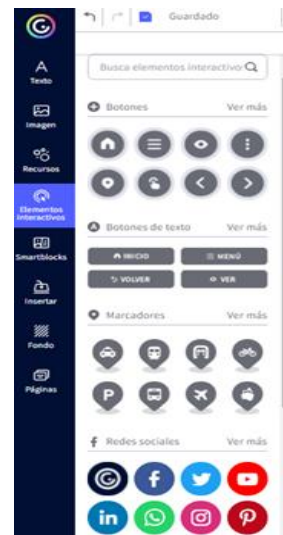 Guardado
Texto
Imagen
Recursos
Elementos
Interactivos
Smartblocks
Insertar
Fondo
Páginas
Busca elementos interactivo
Botones Ver más
Botones de texto Ver más
INICIO MENÚ
VOLVER VER
Marcadores Ver más
P
Redes sociales Ver más
in